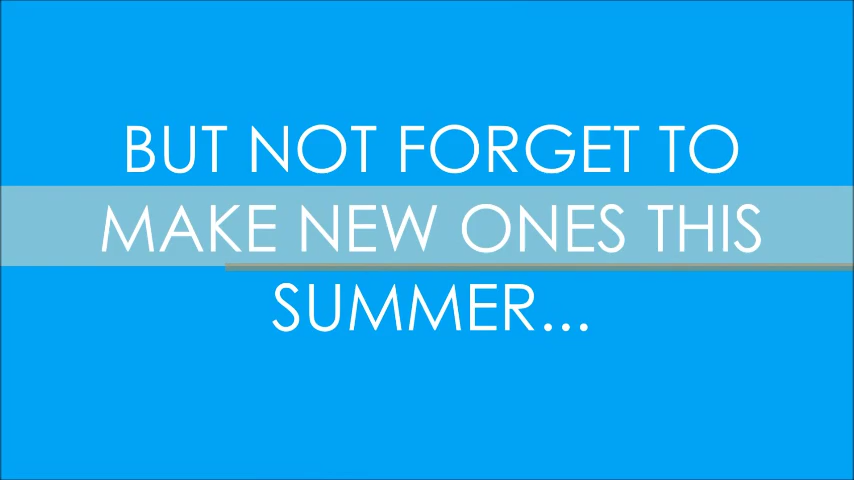 BUT NOT FORGET TO
MAKE NEW ONES THIS
SUMMER...